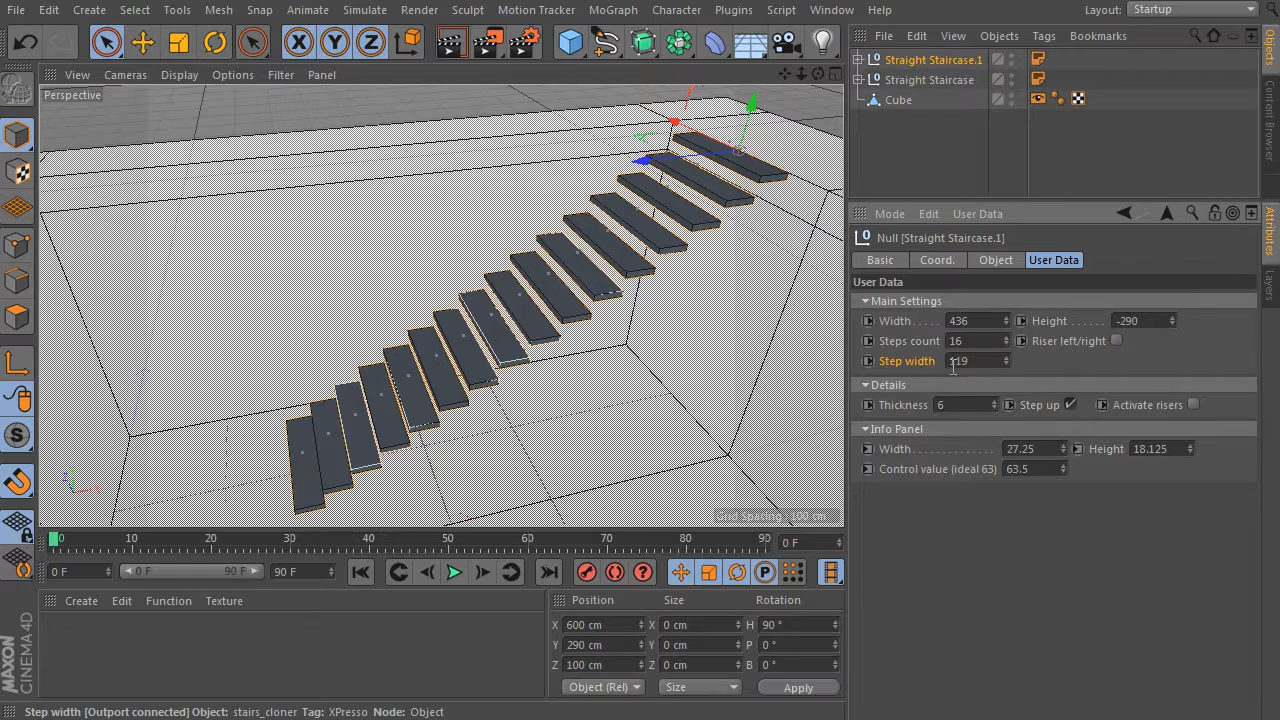 File Edit Create Select Tools Mesh Snap Animate Simulate Render Sculpt Motion Tracker MoGraph Character Plugins Script Window Help Layout: Startup
File Edit View Objects Tags Bookmarks
View Cameras Display Options Filter Panel
Perspective
Straight Staircase.1
Straight Staircase
Cube
Objects
Content Browser
Attributes
Layers
Mode Edit User Data
Null [Straight Staircase.1]
Basic Coord. Object User Data
User Data
Main Settings
Width 436 Height -290
Steps count 16 Riser left/right
Step width 119
Details
Thickness 6 Step up Activate risers
Info Panel
Width 27.25 Height 18.125
Control value (ideal 63) 63.5
0 10 20 30 40 50 60 70 80 90 0 F
0 F 0 F 90 F 90 F
Create Edit Function Texture
Position Size Rotation
X 600 cm X 0 cm H 90 °
Y 290 cm Y 0 cm P 0 °
Z 100 cm Z 0 cm B 0 °
Object (Rel) Size Apply
MAXON
CINEMA 4D
Step width [Outport connected] Object: stairs_cloner Tag: XPresso Node: Object